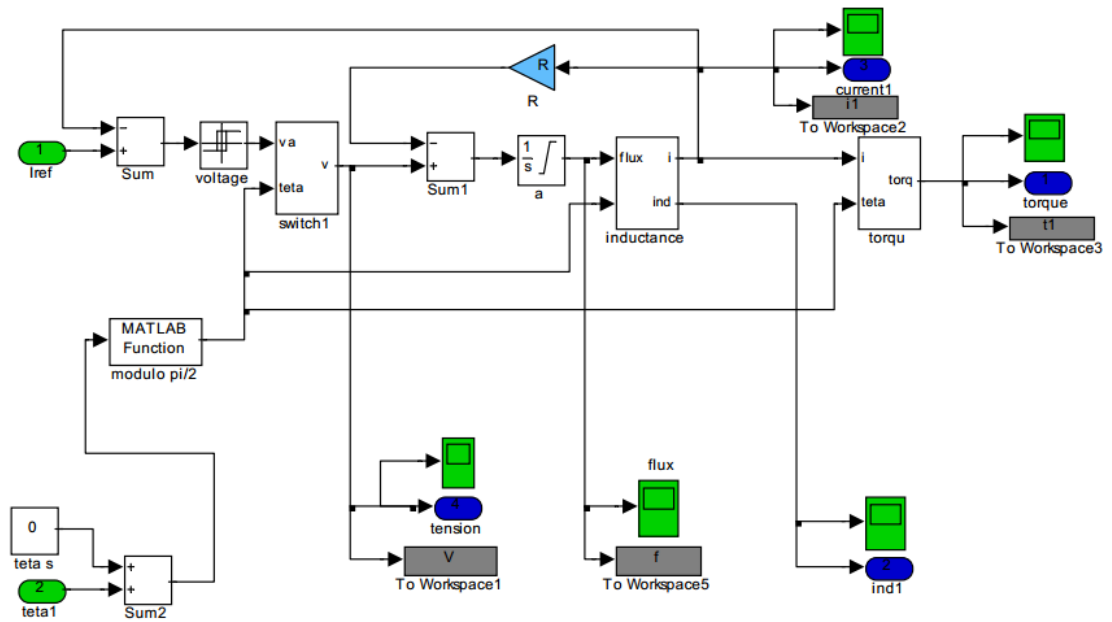 3
current1
R
R
i1
To Workspace2
−
+
1
Iref
Sum
voltage
va
teta
v
switch1
−
+
Sum1
1
s
a
flux
i
ind
inductance
i
teta
torq
torqu
1
torque
t1
To Workspace3
MATLAB
Function
modulo pi/2
flux
4
tension
V
To Workspace1
f
To Workspace5
2
ind1
0
teta s
2
teta1
+
+
Sum2